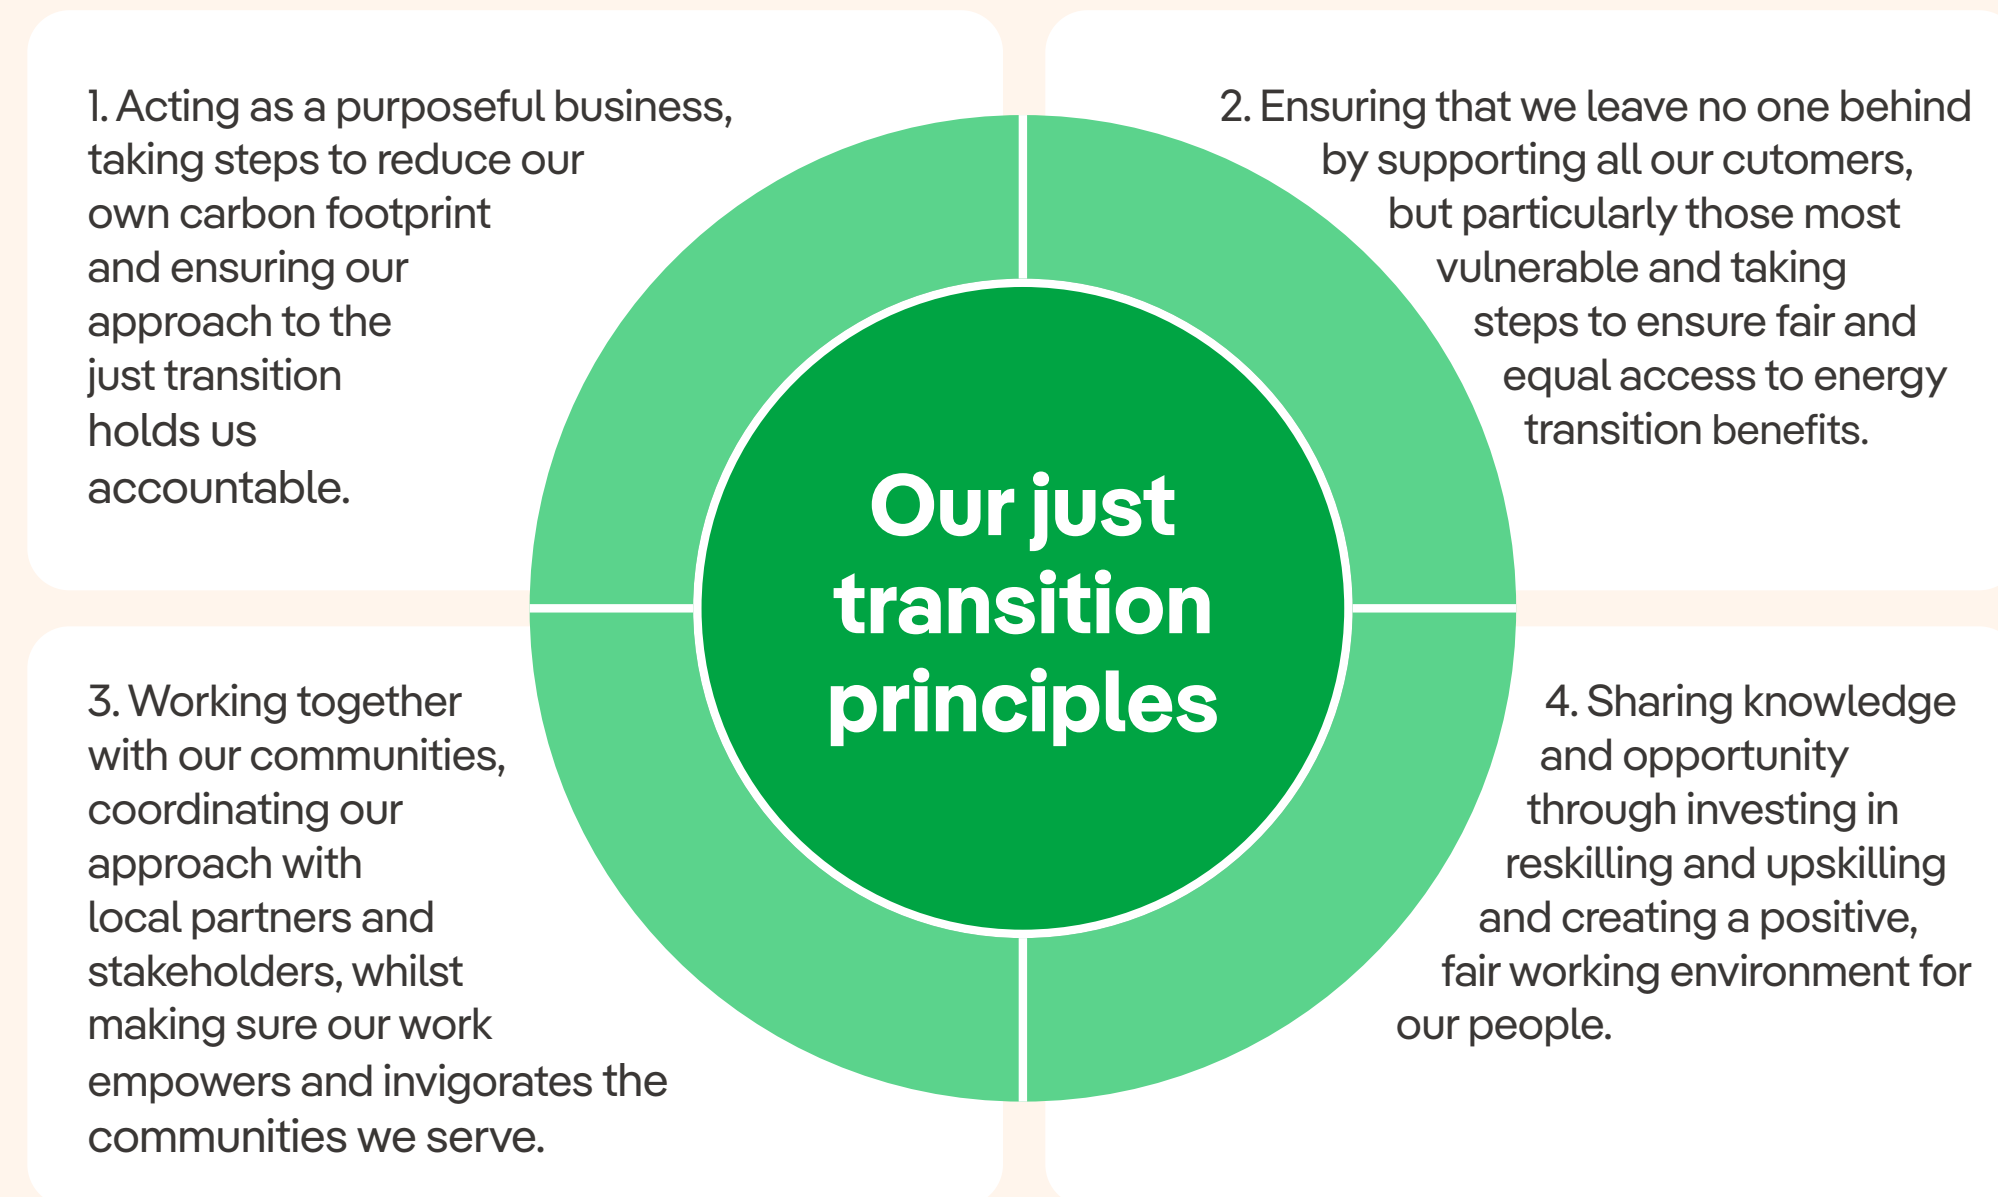 1. Acting as a purposeful business,
taking steps to reduce our
own carbon footprint
and ensuring our
approach to the
just transition
holds us
accountable.
2. Ensuring that we leave no one behind
by supporting all our cutomers,
but particularly those most
vulnerable and taking
steps to ensure fair and
equal access to energy
transition benefits.
Our just
transition
principles
3. Working together
with our communities,
coordinating our
approach with
local partners and
stakeholders, whilst
making sure our work
empowers and invigorates the
communities we serve.
4. Sharing knowledge
and opportunity
through investing in
reskilling and upskilling
and creating a positive,
fair working environment for
our people.